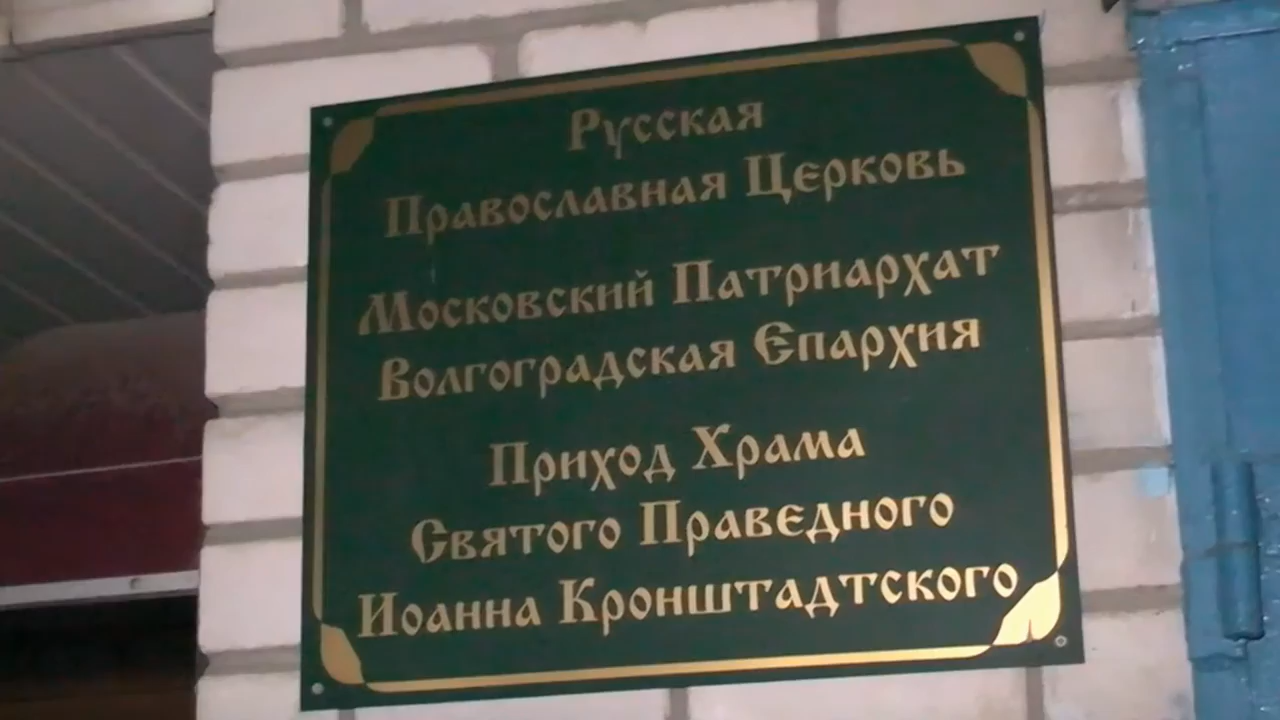 Русская
Православная Церковь
Московский Патриархат
Волгоградская Епархия
Приход Храма
Святого Праведного
Иоанна Кронштадтского